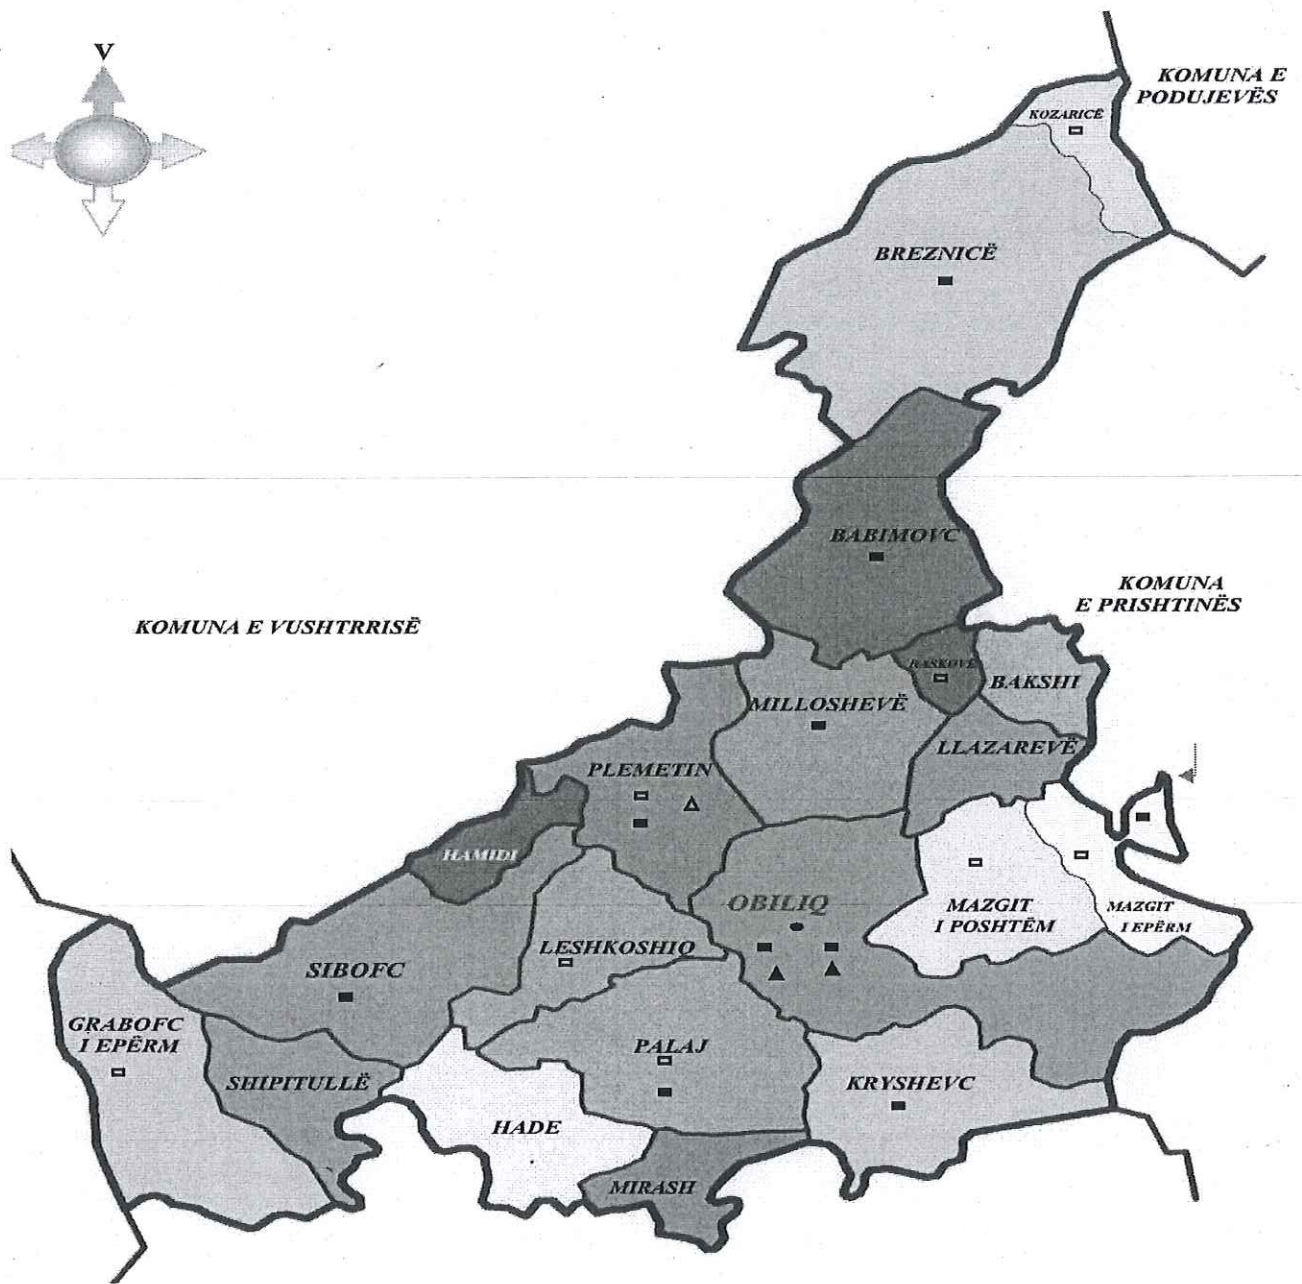 V
KOMUNA E
PODUJEVËS
KOZARICË
BREZNICË
BABIMOVC
KOMUNA
E PRISHTINËS
KOMUNA E VUSHTRRISË
RASKOVË
BAKSHI
MILLOSHEVË
LLAZAREVË
PLEMETIN
HAMIDI
OBILIQ
MAZGIT
I POSHTËM
MAZGIT
I EPËRM
LESHKOSHIQ
SIBOFC
GRABOFC
I EPËRM
PALAJ
SHIPITULLË
KRYSHEVC
HADE
MIRASH